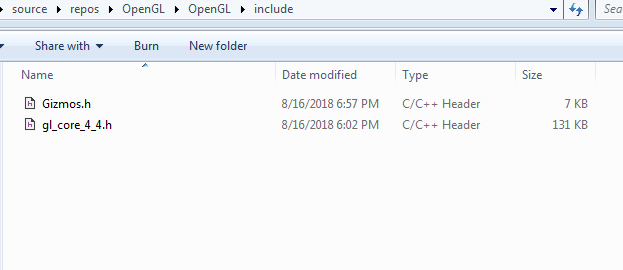 source ▸ repos ▸ OpenGL ▸ OpenGL ▸ include
Share with Burn New folder
Name Date modified Type Size
Gizmos.h 8/16/2018 6:57 PM C/C++ Header 7 KB
gl_core_4_4.h 8/16/2018 6:02 PM C/C++ Header 131 KB